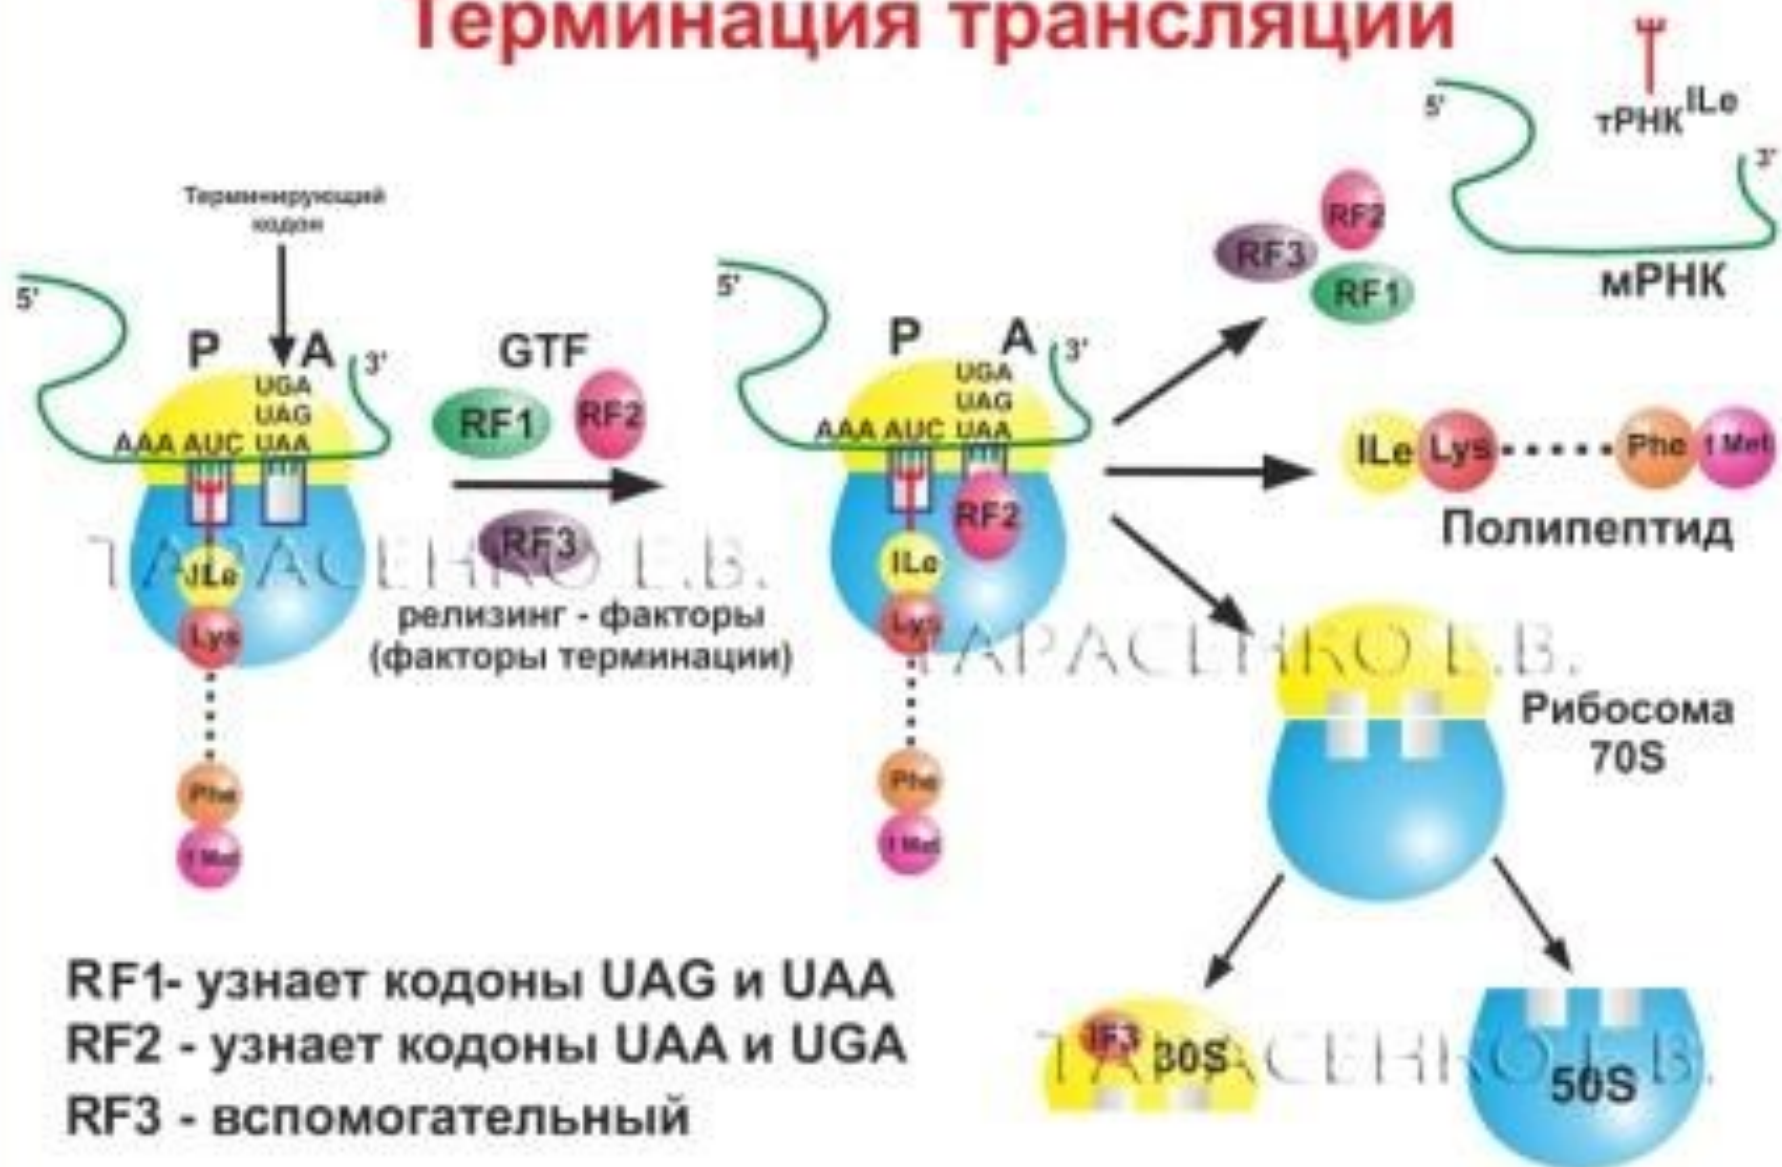 Терминация трансляции
Терминирующий
кодон
5'
P
A
3'
UGA
UAG
AAA AUC UAA
ILe
Lys
Phe
f Met
GTF
RF1
RF2
RF3
релизинг - факторы
(факторы терминации)
5'
P
A
3'
UGA
UAG
AAA AUC UAA
RF2
ILe
Lys
Phe
f Met
RF2
RF3
RF1
5'
тРНК ILe
3'
мРНК
ILe Lys Phe f Met
Полипептид
Рибосома
70S
IF3 30S
50S
RF1- узнает кодоны UAG и UAA
RF2 - узнает кодоны UAA и UGA
RF3 - вспомогательный
ТАРАСЕНКО Е.В.
ТАРАСЕНКО Е.В.
ТАРАСЕНКО Е.В.